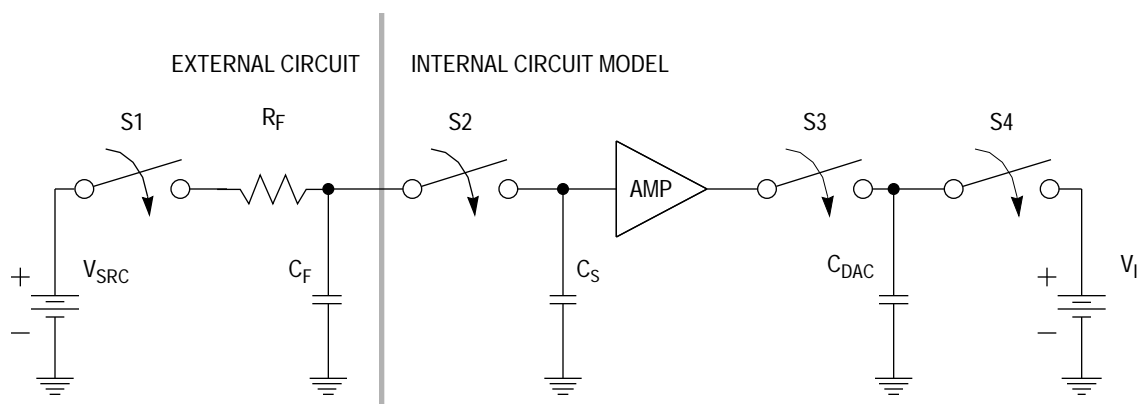 EXTERNAL CIRCUIT
INTERNAL CIRCUIT MODEL
S1
RF
S2
S3
S4
AMP
+
VSRC
−
CF
CS
CDAC
+
VI
−